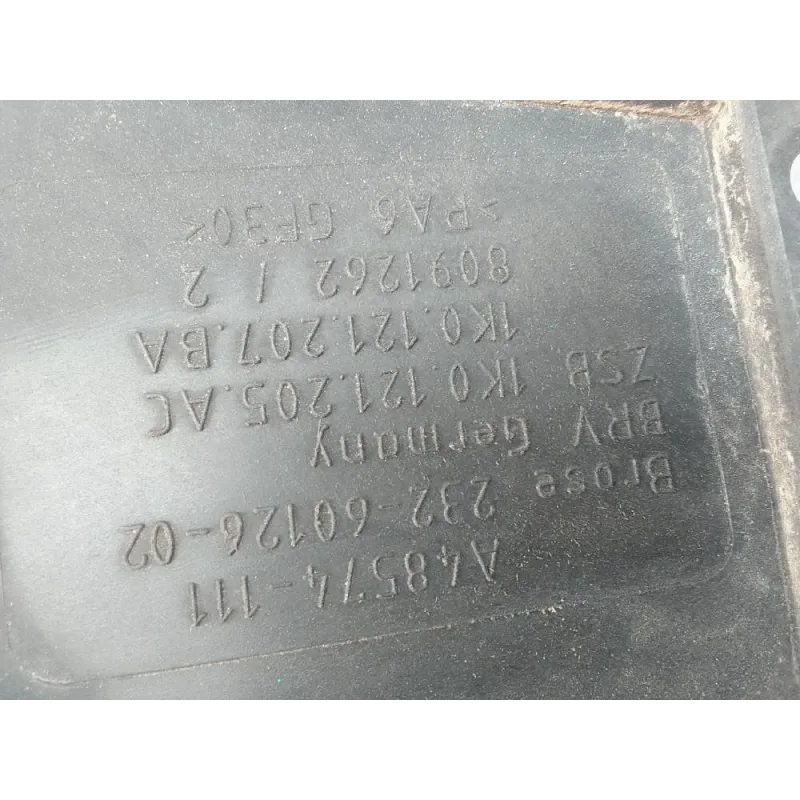 A48574-111
Brose 232-60126-02
BRV Germany
ZSB 1K0.121.205.AC
1K0.121.207.BA
8091262 / 2
>PA6 GF30<